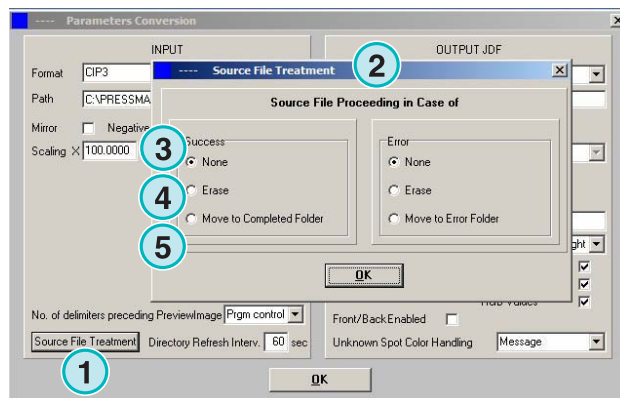 ---- Parameters Conversion
INPUT
OUTPUT JDF
Format CIP3
Path C:\PRESSMA
Mirror Negative
Scaling X 100.0000
---- Source File Treatment
Source File Proceeding in Case of
Success
None
Erase
Move to Completed Folder
Error
None
Erase
Move to Error Folder
OK
No. of delimiters preceding PreviewImage Prgm control
Source File Treatment Directory Refresh Interv. 60 sec
ght
Values
Front/Back Enabled
Unknown Spot Color Handling Message
OK
1
2
3
4
5